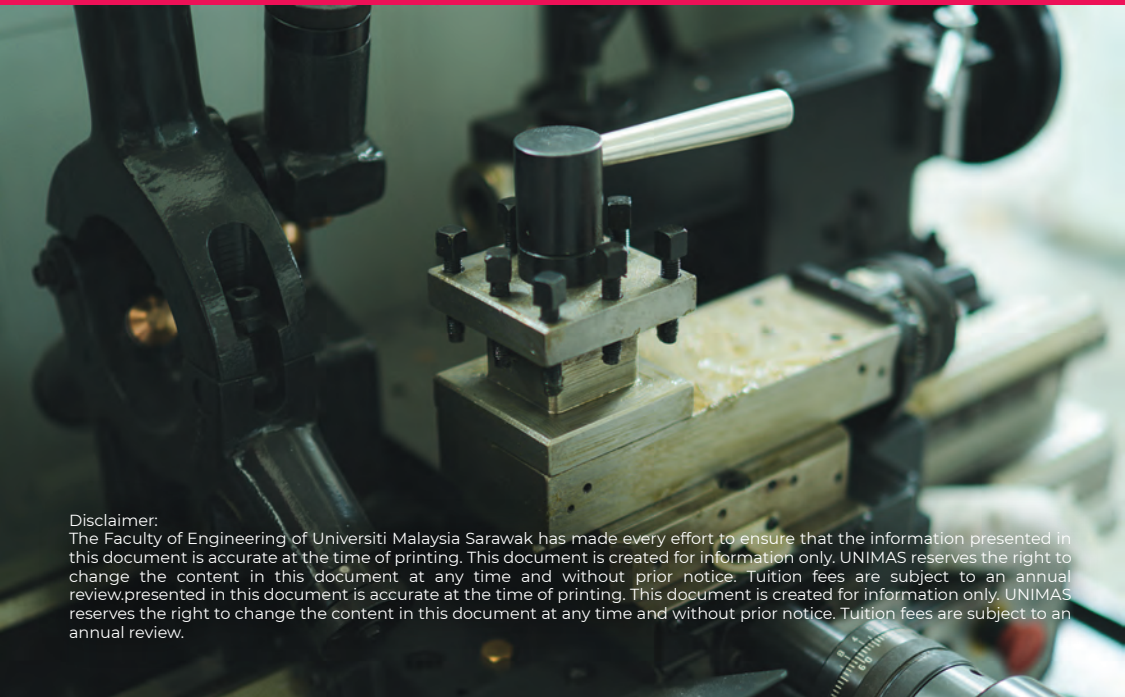 Disclaimer:
The Faculty of Engineering of Universiti Malaysia Sarawak has made every effort to ensure that the information presented in
this document is accurate at the time of printing. This document is created for information only. UNIMAS reserves the right to
change the content in this document at any time and without prior notice. Tuition fees are subject to an annual
review.presented in this document is accurate at the time of printing. This document is created for information only. UNIMAS
reserves the right to change the content in this document at any time and without prior notice. Tuition fees are subject to an
annual review.